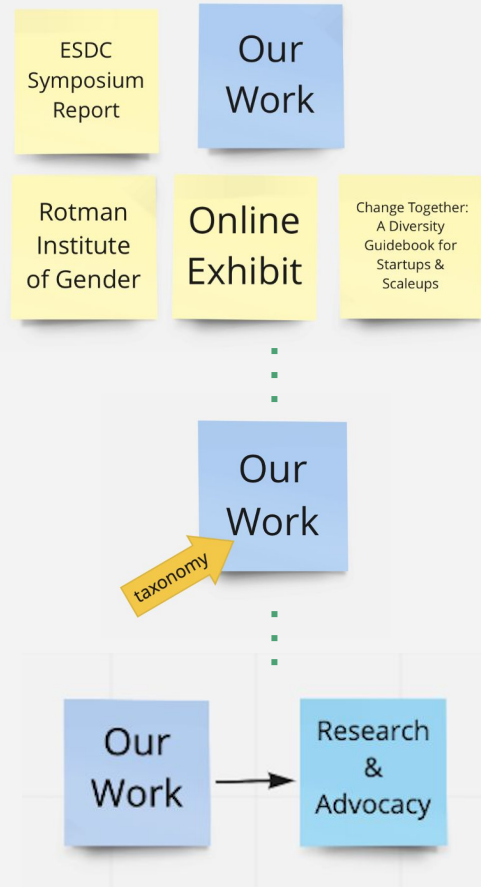 ESDC
Symposium
Report
Our
Work
Rotman
Institute
of Gender
Online
Exhibit
Change Together:
A Diversity
Guidebook for
Startups &
Scaleups
Our
Work
taxonomy
Our
Work
Research
&
Advocacy